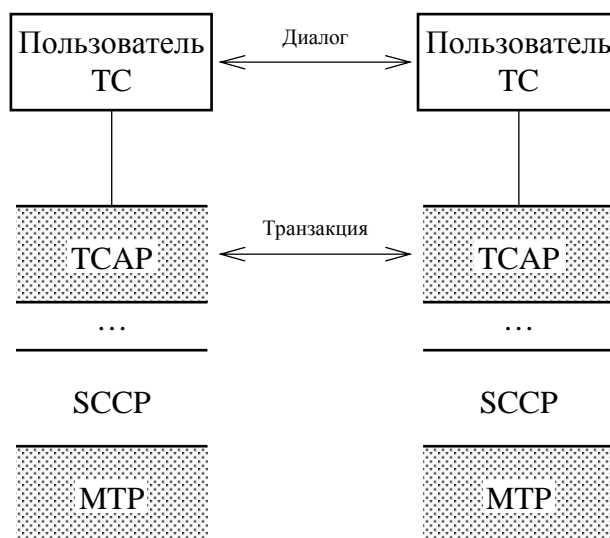 Пользователь Диалог Пользователь
ТС ТС
Транзакция
TCAP TCAP
… …
SCCP SCCP
MTP MTP